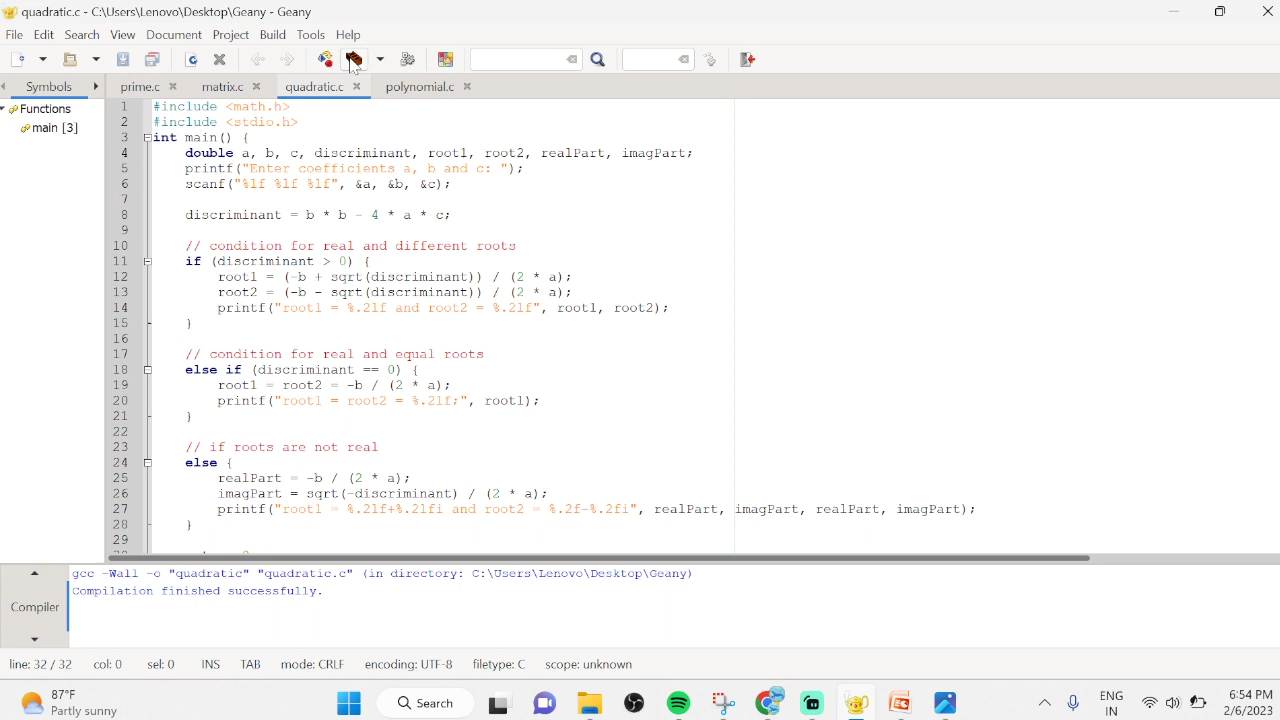 quadratic.c - C:\Users\Lenovo\Desktop\Geany - Geany
File Edit Search View Document Project Build Tools Help
Symbols prime.c matrix.c quadratic.c polynomial.c
Functions
main [3]
1 #include <math.h>
2 #include <stdio.h>
3 int main() {
4 double a, b, c, discriminant, root1, root2, realPart, imagPart;
5 printf("Enter coefficients a, b and c: ");
6 scanf("%lf %lf %lf", &a, &b, &c);
7
8 discriminant = b * b - 4 * a * c;
9
10 // condition for real and different roots
11 if (discriminant > 0) {
12 root1 = (-b + sqrt(discriminant)) / (2 * a);
13 root2 = (-b - sqrt(discriminant)) / (2 * a);
14 printf("root1 = %.2lf and root2 = %.2lf", root1, root2);
15 }
16
17 // condition for real and equal roots
18 else if (discriminant == 0) {
19 root1 = root2 = -b / (2 * a);
20 printf("root1 = root2 = %.2lf;", root1);
21 }
22
23 // if roots are not real
24 else {
25 realPart = -b / (2 * a);
26 imagPart = sqrt(-discriminant) / (2 * a);
27 printf("root1 = %.2lf+%.2lfi and root2 = %.2f-%.2fi", realPart, imagPart, realPart, imagPart);
28 }
29
Compiler
gcc -Wall -o "quadratic" "quadratic.c" (in directory: C:\Users\Lenovo\Desktop\Geany)
Compilation finished successfully.
line: 32 / 32 col: 0 sel: 0 INS TAB mode: CRLF encoding: UTF-8 filetype: C scope: unknown
87°F
Partly sunny
Search
ENG
IN
6:54 PM
2/6/2023